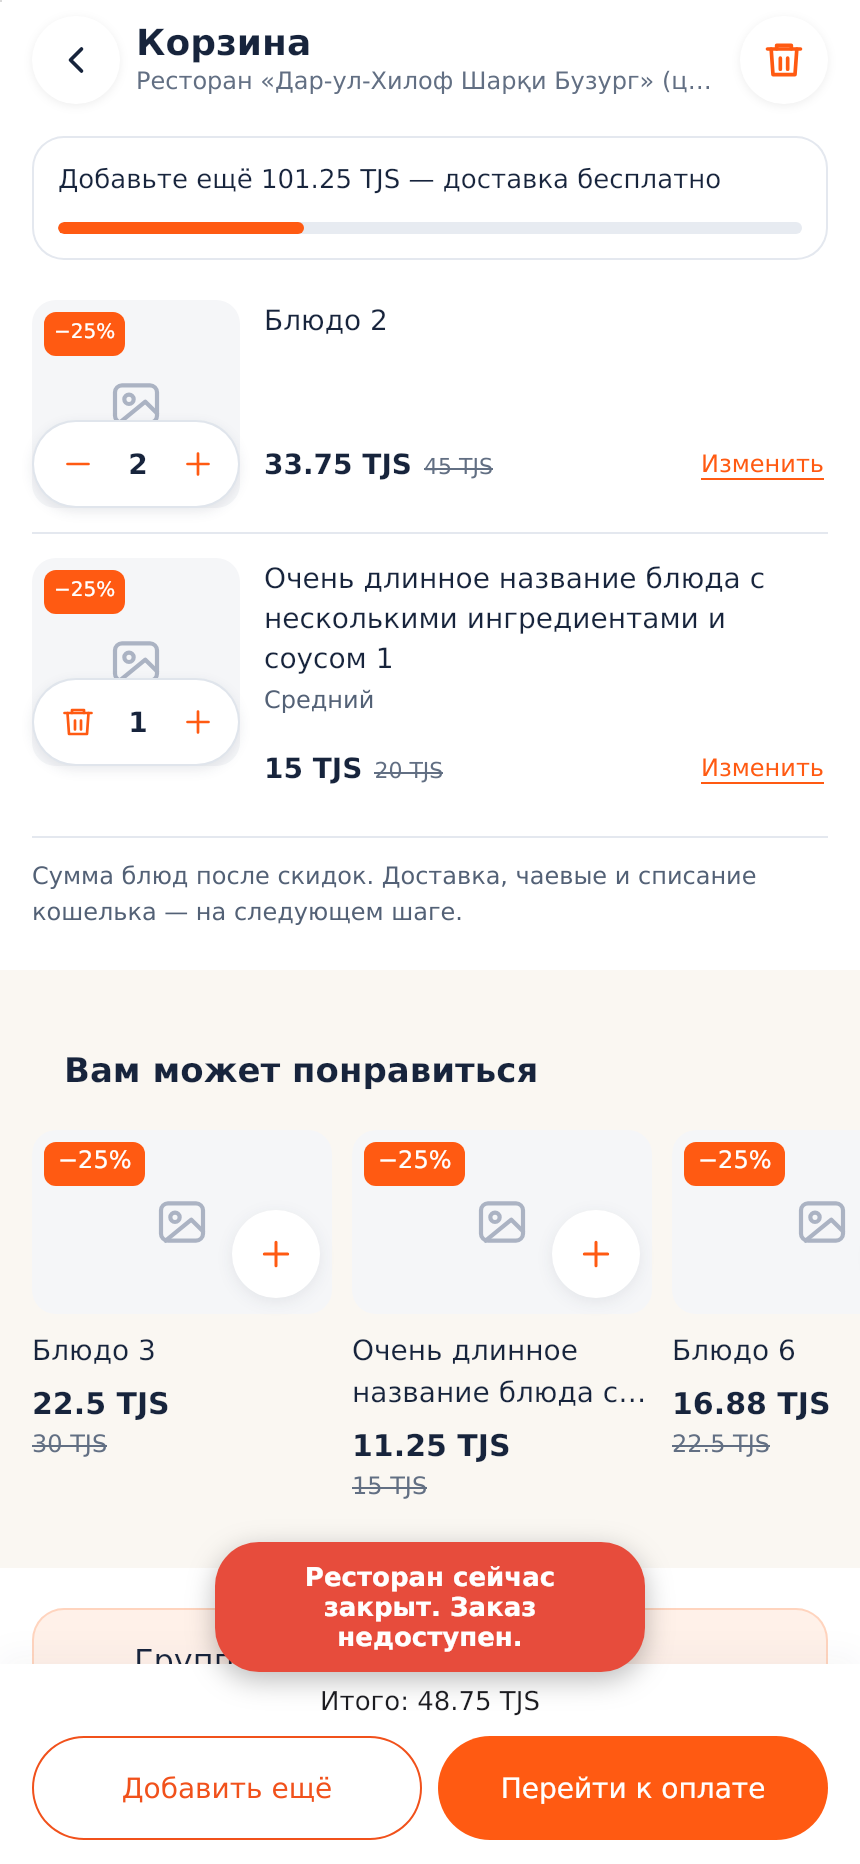 Корзина
Ресторан «Дар-ул-Хилоф Шарқи Бузург» (ц...
Добавьте ещё 101.25 TJS — доставка бесплатно
−25%
Блюдо 2
2
33.75 TJS 45 TJS
Изменить
−25%
Очень длинное название блюда с
несколькими ингредиентами и
соусом 1
Средний
1
15 TJS 20 TJS
Изменить
Сумма блюд после скидок. Доставка, чаевые и списание
кошелька — на следующем шаге.
Вам может понравиться
−25%
−25%
−25%
Блюдо 3
22.5 TJS
30 TJS
Очень длинное
название блюда с...
11.25 TJS
15 TJS
Блюдо 6
16.88 TJS
22.5 TJS
Ресторан сейчас
закрыт. Заказ
недоступен.
Итого: 48.75 TJS
Добавить ещё
Перейти к оплате